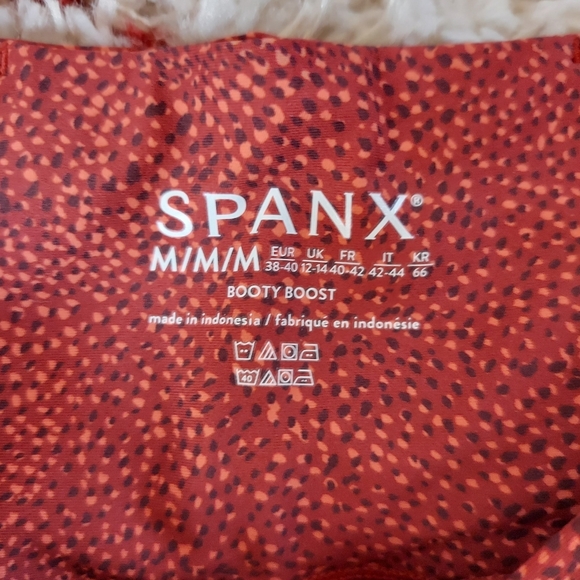 SPANX®
M/M/M EUR 38-40 UK 12-14 FR 40-42 IT 42-44 KR 66
BOOTY BOOST
made in indonesia / fabriqué en indonésie
40